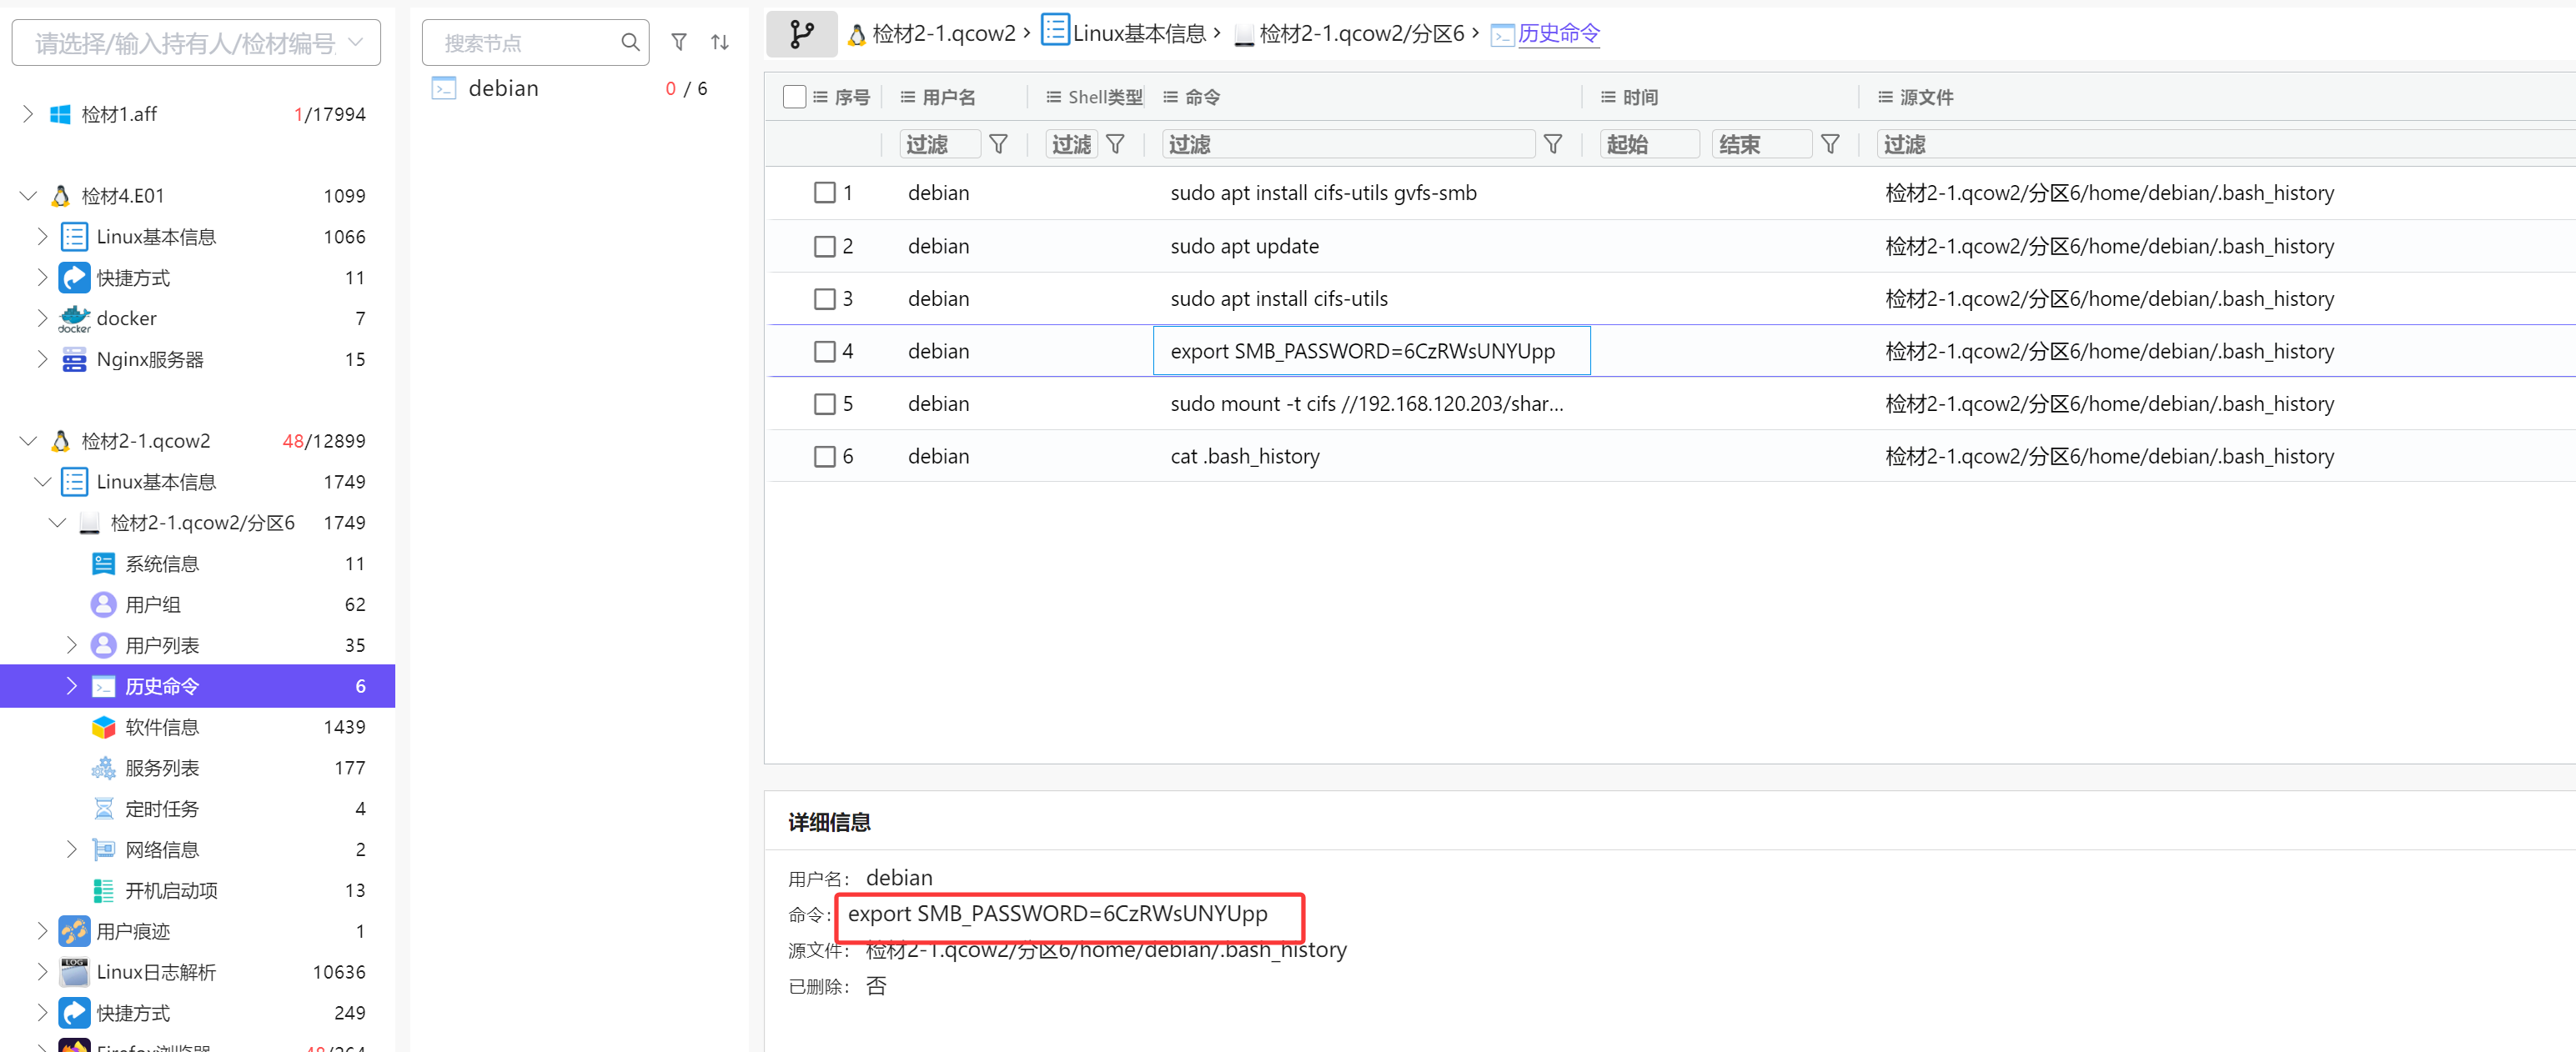 请选择/输入持有人/检材编号
检材1.aff 1/17994
检材4.E01 1099
Linux基本信息 1066
快捷方式 11
docker 7
Nginx服务器 15
检材2-1.qcow2 48/12899
Linux基本信息 1749
检材2-1.qcow2/分区6 1749
系统信息 11
用户组 62
用户列表 35
历史命令 6
软件信息 1439
服务列表 177
定时任务 4
网络信息 2
开机启动项 13
用户痕迹 1
Linux日志解析 10636
快捷方式 249
Firefox浏览器 48/264
搜索节点
debian 0 / 6
检材2-1.qcow2 › Linux基本信息 › 检材2-1.qcow2/分区6 › 历史命令
序号 用户名 Shell类型 命令 时间 源文件
过滤 过滤 过滤 起始 结束 过滤
1 debian sudo apt install cifs-utils gvfs-smb 检材2-1.qcow2/分区6/home/debian/.bash_history
2 debian sudo apt update 检材2-1.qcow2/分区6/home/debian/.bash_history
3 debian sudo apt install cifs-utils 检材2-1.qcow2/分区6/home/debian/.bash_history
4 debian export SMB_PASSWORD=6CzRWsUNYUpp 检材2-1.qcow2/分区6/home/debian/.bash_history
5 debian sudo mount -t cifs //192.168.120.203/shar... 检材2-1.qcow2/分区6/home/debian/.bash_history
6 debian cat .bash_history 检材2-1.qcow2/分区6/home/debian/.bash_history
详细信息
用户名: debian
命令: export SMB_PASSWORD=6CzRWsUNYUpp
源文件: 检材2-1.qcow2/分区6/home/debian/.bash_history
已删除: 否